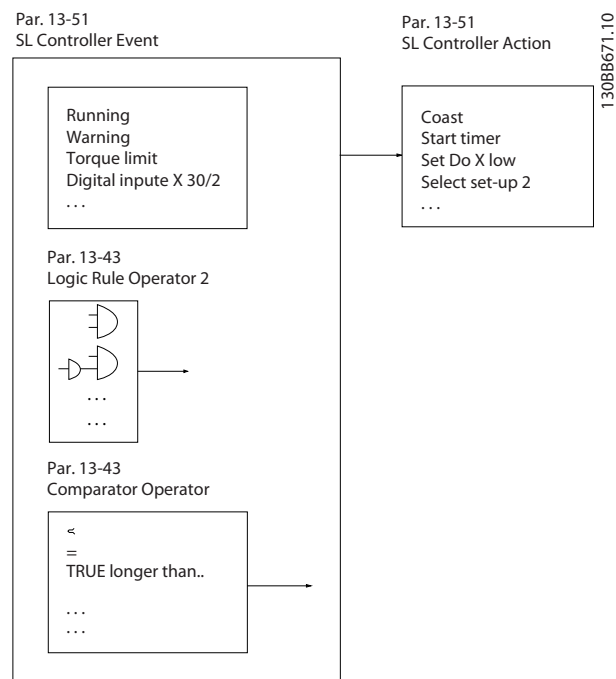 Par. 13-51
SL Controller Event
Par. 13-51
SL Controller Action
130BB671.10
Running
Warning
Torque limit
Digital inpute X 30/2
. . .
Coast
Start timer
Set Do X low
Select set-up 2
. . .
Par. 13-43
Logic Rule Operator 2
. . .
. . .
Par. 13-43
Comparator Operator
=
TRUE longer than..
. . .
. . .